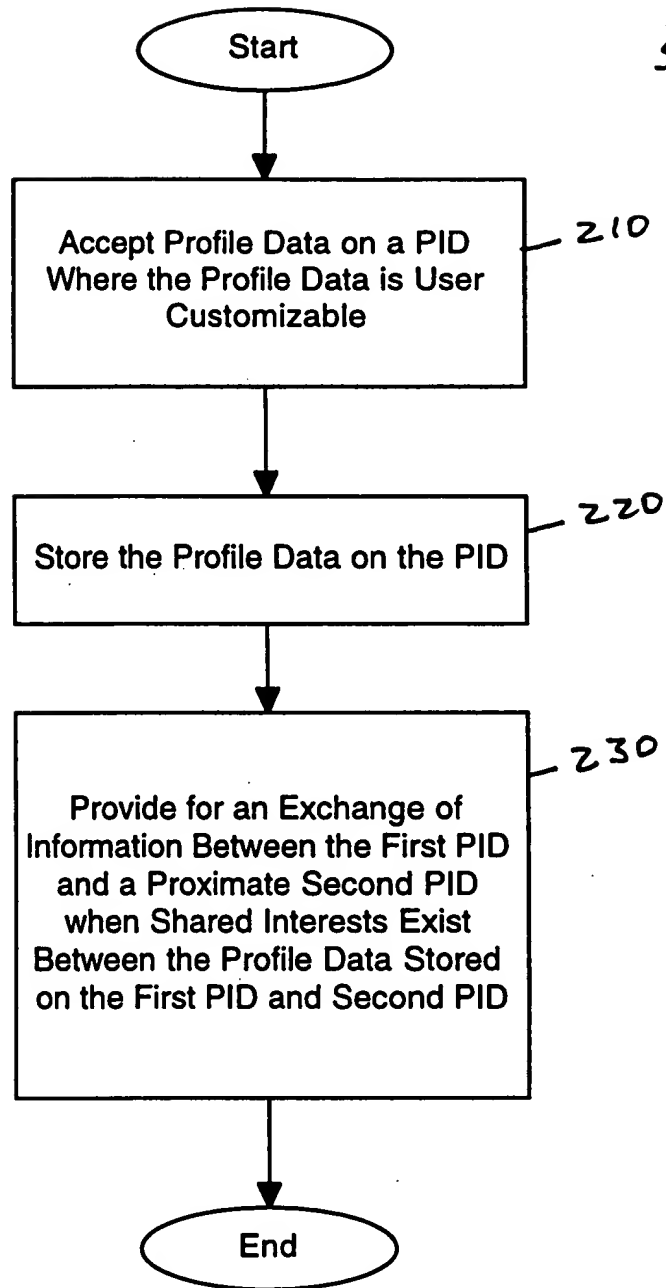 Start
Accept Profile Data on a PID
Where the Profile Data is User
Customizable
210
Store the Profile Data on the PID
220
Provide for an Exchange of
Information Between the First PID
and a Proximate Second PID
when Shared Interests Exist
Between the Profile Data Stored
on the First PID and Second PID
230
End